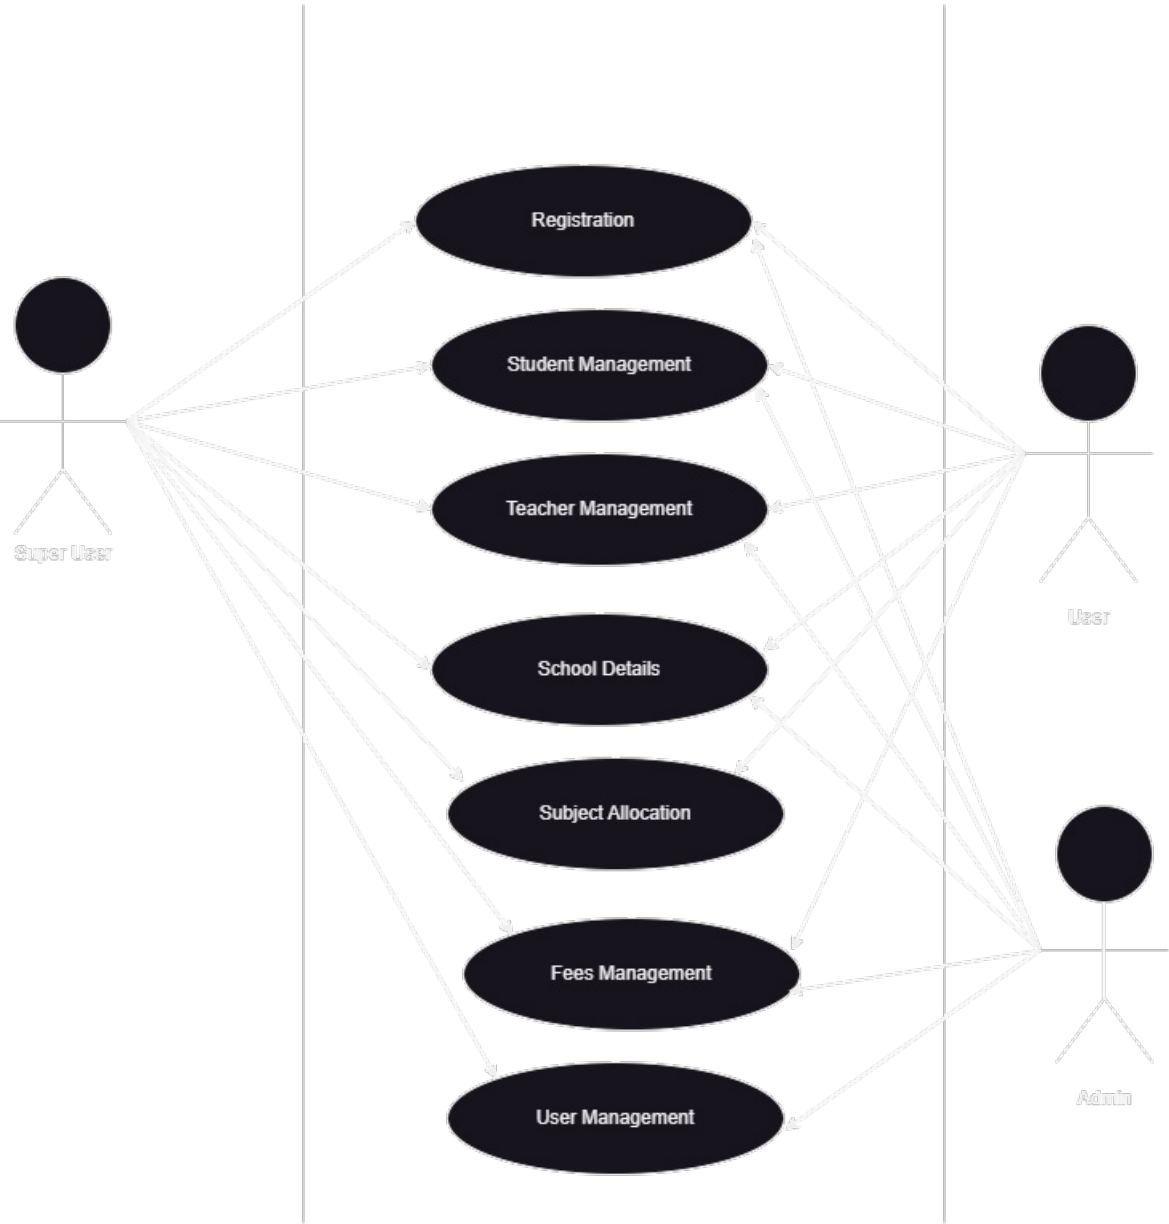 Registration
Student Management
Teacher Management
Super User
User
School Details
Subject Allocation
Fees Management
Admin
User Management